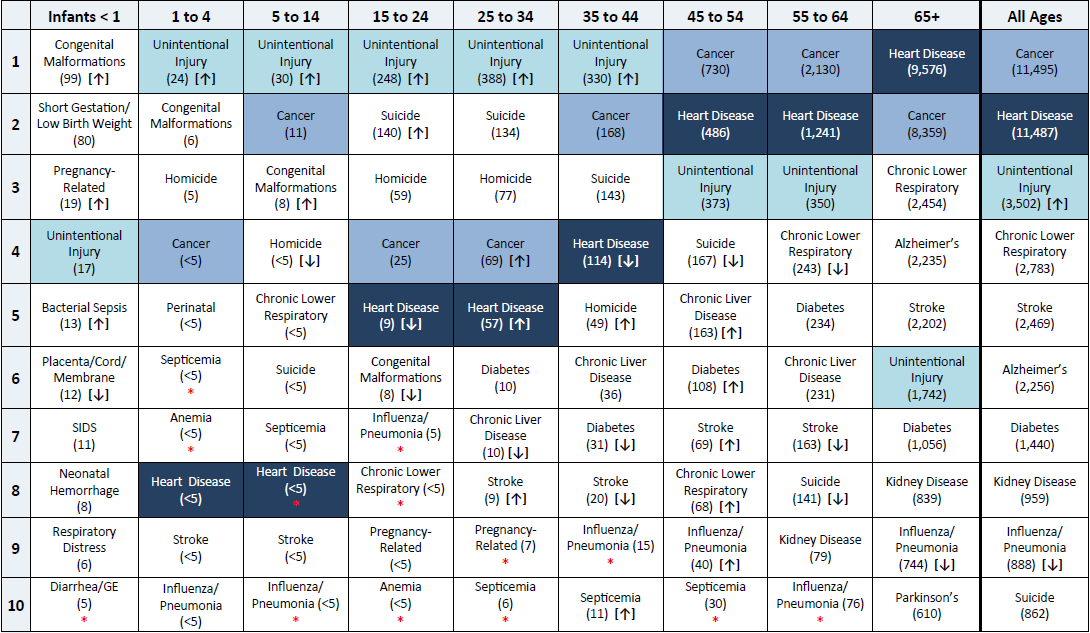 Infants < 1
1 to 4
5 to 14
15 to 24
25 to 34
35 to 44
45 to 54
55 to 64
65+
All Ages
1
Congenital
Malformations
(99) [↑]
Unintentional
Injury
(24) [↑]
Unintentional
Injury
(30) [↑]
Unintentional
Injury
(248) [↑]
Unintentional
Injury
(388) [↑]
Unintentional
Injury
(330) [↑]
Cancer
(730)
Cancer
(2,130)
Heart Disease
(9,576)
Cancer
(11,495)
2
Short Gestation/
Low Birth Weight
(80)
Congenital
Malformations
(6)
Cancer
(11)
Suicide
(140) [↑]
Suicide
(134)
Cancer
(168)
Heart Disease
(486)
Heart Disease
(1,241)
Cancer
(8,359)
Heart Disease
(11,487)
3
Pregnancy-
Related
(19) [↑]
Homicide
(5)
Congenital
Malformations
(8) [↑]
Homicide
(59)
Homicide
(77)
Suicide
(143)
Unintentional
Injury
(373)
Unintentional
Injury
(350)
Chronic Lower
Respiratory
(2,454)
Unintentional
Injury
(3,502) [↑]
4
Unintentional
Injury
(17)
Cancer
(<5)
Homicide
(<5) [↓]
Cancer
(25)
Cancer
(69) [↑]
Heart Disease
(114) [↓]
Suicide
(167) [↓]
Chronic Lower
Respiratory
(243) [↓]
Alzheimer's
(2,235)
Chronic Lower
Respiratory
(2,783)
5
Bacterial Sepsis
(13) [↑]
Perinatal
(<5)
Chronic Lower
Respiratory
(<5)
Heart Disease
(9) [↓]
Heart Disease
(57) [↑]
Homicide
(49) [↑]
Chronic Liver
Disease
(163) [↑]
Diabetes
(234)
Stroke
(2,202)
Stroke
(2,469)
6
Placenta/Cord/
Membrane
(12) [↓]
Septicemia
(<5)
*
Suicide
(<5)
Congenital
Malformations
(8) [↓]
Diabetes
(10)
Chronic Liver
Disease
(36)
Diabetes
(108) [↑]
Chronic Liver
Disease
(231)
Unintentional
Injury
(1,742)
Alzheimer's
(2,256)
7
SIDS
(11)
Anemia
(<5)
*
Septicemia
(<5)
Influenza/
Pneumonia (5)
*
Chronic Liver
Disease
(10) [↓]
Diabetes
(31) [↓]
Stroke
(69) [↑]
Stroke
(163) [↓]
Diabetes
(1,056)
Diabetes
(1,440)
8
Neonatal
Hemorrhage
(8)
Heart Disease
(<5)
Heart Disease
(<5)
*
Chronic Lower
Respiratory (<5)
*
Stroke
(9) [↑]
Stroke
(20) [↓]
Chronic Lower
Respiratory
(68) [↑]
Suicide
(141) [↓]
Kidney Disease
(839)
Kidney Disease
(959)
9
Respiratory
Distress
(6)
Stroke
(<5)
Stroke
(<5)
Pregnancy-
Related
(<5)
Pregnancy-
Related (7)
*
Influenza/
Pneumonia (15)
*
Influenza/
Pneumonia
(40) [↑]
Kidney Disease
(79)
Influenza/
Pneumonia
(744) [↓]
Influenza/
Pneumonia
(888) [↓]
10
Diarrhea/GE
(5)
*
Influenza/
Pneumonia
(<5)
Influenza/
Pneumonia (<5)
*
Anemia
(<5)
*
Septicemia
(6)
*
Septicemia
(11) [↑]
Septicemia
(30)
*
Influenza/
Pneumonia (76)
*
Parkinson's
(610)
Suicide
(862)